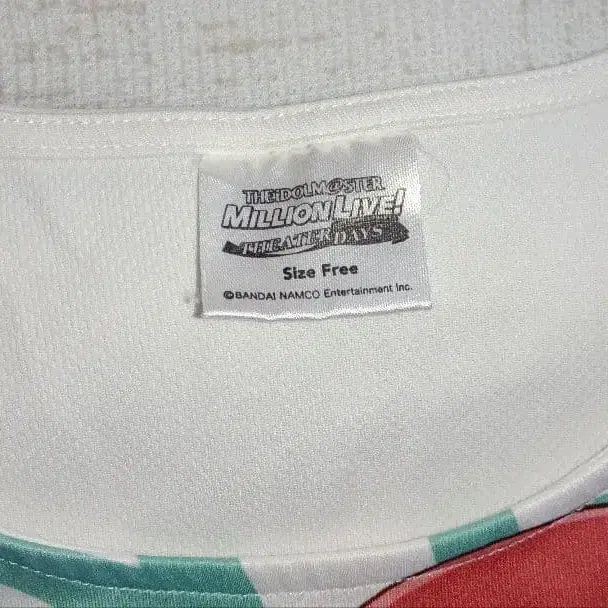 THE iDOLM@STER
MILLION LIVE!
THEATER DAYS
Size Free
©BANDAI NAMCO Entertainment Inc.